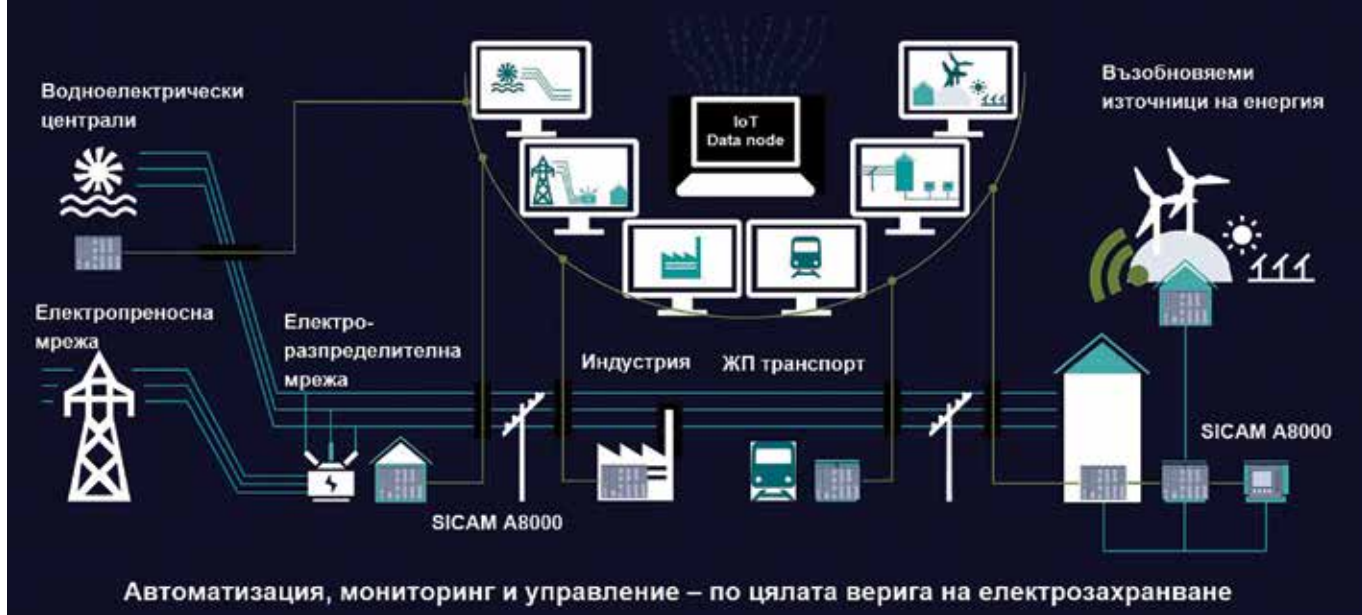 Водноелектрически
централи
IoT
Data node
Възобновяеми
източници на енергия
Електропреносна
мрежа
Електро-
разпределителна
мрежа
Индустрия
ЖП транспорт
SICAM A8000
SICAM A8000
Автоматизация, мониторинг и управление – по цялата верига на електрозахранване